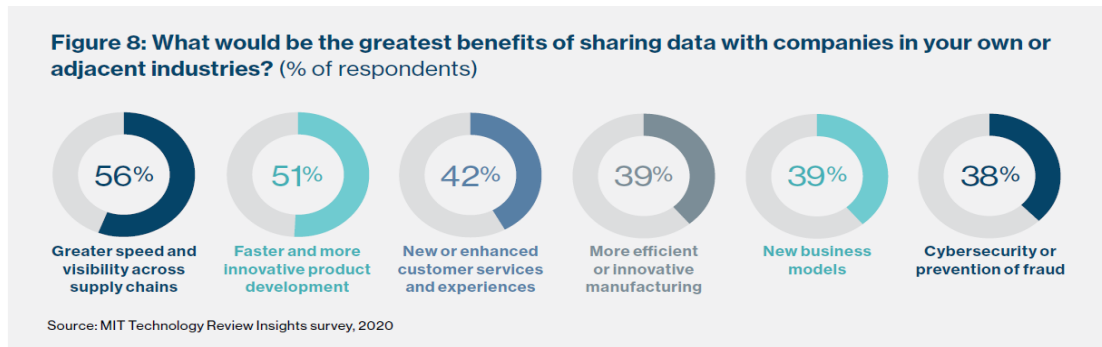 Figure 8: What would be the greatest benefits of sharing data with companies in your own or
adjacent industries? (% of respondents)
56%
51%
42%
39%
39%
38%
Greater speed and
visibility across
supply chains
Faster and more
innovative product
development
New or enhanced
customer services
and experiences
More efficient
or innovative
manufacturing
New business
models
Cybersecurity or
prevention of fraud
Source: MIT Technology Review Insights survey, 2020